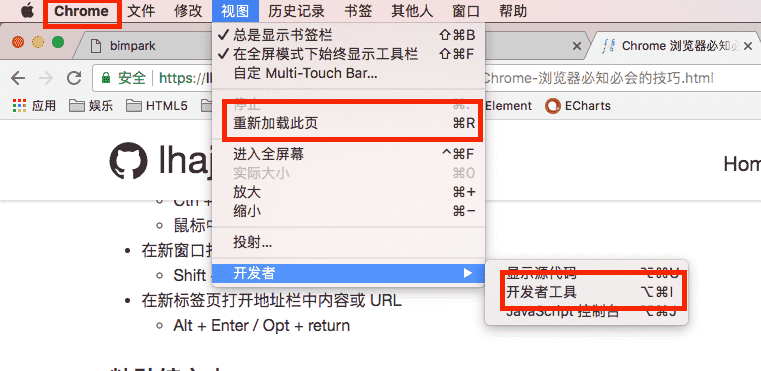 Chrome 文件 修改 视图 历史记录 书签 其他人 窗口 帮助
bimpark
Chrome 浏览器必知必
安全 https://l
Chrome-浏览器必知必会的技巧.html
应用 娱乐 HTML5
Element ECharts
✓ 总是显示书签栏 ⇧⌘B
✓ 在全屏模式下始终显示工具栏 ⇧⌘F
自定 Multi-Touch Bar...
停止 ⌘.
重新加载此页 ⌘R
进入全屏幕 ^⌘F
实际大小 ⌘0
放大 ⌘+
缩小 ⌘−
投射...
开发者
显示源代码 ⌥⌘U
开发者工具 ⌥⌘I
JavaScript 控制台 ⌥⌘J
lhaj
Hom
Ctrl +
鼠标中
在新窗口打
Shift
在新标签页打开地址栏中内容或 URL
Alt + Enter / Opt + return